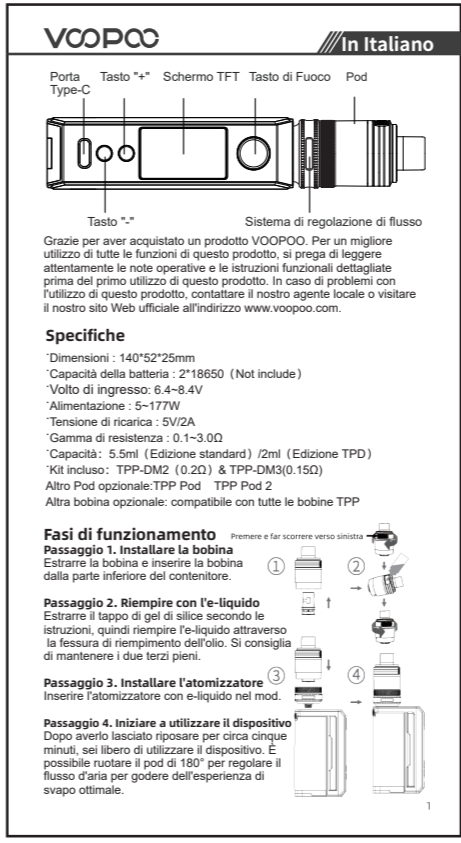 VOOPOO
In Italiano
Porta Type-C
Tasto "+"
Schermo TFT
Tasto di Fuoco
Pod
Tasto "-"
Sistema di regolazione di flusso
Grazie per aver acquistato un prodotto VOOPOO. Per un migliore
utilizzo di tutte le funzioni di questo prodotto, si prega di leggere
attentamente le note operative e le istruzioni funzionali dettagliate
prima del primo utilizzo di questo prodotto. In caso di problemi con
l'utilizzo di questo prodotto, contattare il nostro agente locale o visitare
il nostro sito Web ufficiale all'indirizzo www.voopoo.com.
Specifiche
·Dimensioni : 140*52*25mm
·Capacità della batteria : 2*18650（Not include）
·Volto di ingresso: 6.4~8.4V
·Alimentazione : 5~177W
·Tensione di ricarica : 5V/2A
·Gamma di resistenza : 0.1~3.0Ω
·Capacità：5.5ml（Edizione standard）/2ml（Edizione TPD）
·Kit incluso：TPP-DM2（0.2Ω）& TPP-DM3(0.15Ω)
Altro Pod opzionale:TPP Pod TPP Pod 2
Altra bobina opzionale: compatibile con tutte le bobine TPP
Fasi di funzionamento
Premere e far scorrere verso sinistra
Passaggio 1. Installare la bobina
Estrarre la bobina e inserire la bobina
dalla parte inferiore del contenitore.
① ②
Passaggio 2. Riempire con l'e-liquido
Estrarre il tappo di gel di silice secondo le
istruzioni, quindi riempire l'e-liquido attraverso
la fessura di riempimento dell'olio. Si consiglia
di mantenere i due terzi pieni.
③ ④
Passaggio 3. Installare l'atomizzatore
Inserire l'atomizzatore con e-liquido nel mod.
Passaggio 4. Iniziare a utilizzare il dispositivo
Dopo averlo lasciato riposare per circa cinque
minuti, sei libero di utilizzare il dispositivo. È
possibile ruotare il pod di 180° per regolare il
flusso d'aria per godere dell'esperienza di
svapo ottimale.
1